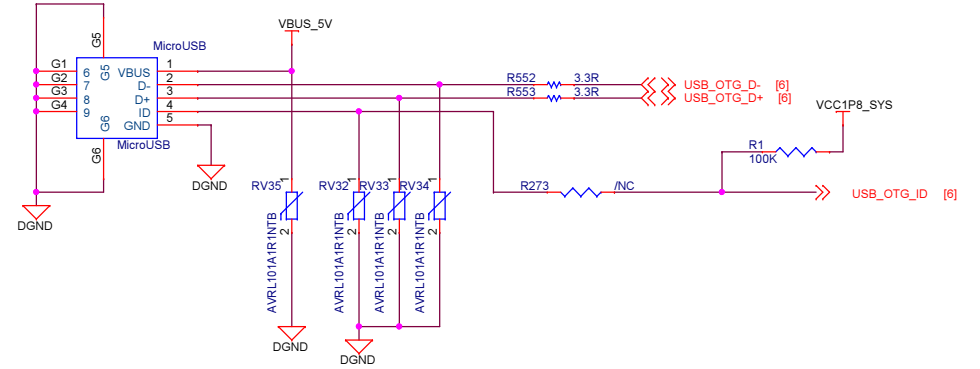 VBUS_5V
G5
MicroUSB
G1 6 G5 VBUS 1
G2 7 D- 2
G3 8 D+ 3
G4 9 ID 4
G6 GND 5
MicroUSB
G6
DGND
DGND
R552 3.3R USB_OTG_D- [6]
R553 3.3R USB_OTG_D+ [6]
VCC1P8_SYS
R1
100K
R273 /NC USB_OTG_ID [6]
RV35 1
2
AVRL101A1R1NTB
RV32 1
2
AVRL101A1R1NTB
RV33 1
2
AVRL101A1R1NTB
RV34 1
2
AVRL101A1R1NTB
DGND
DGND